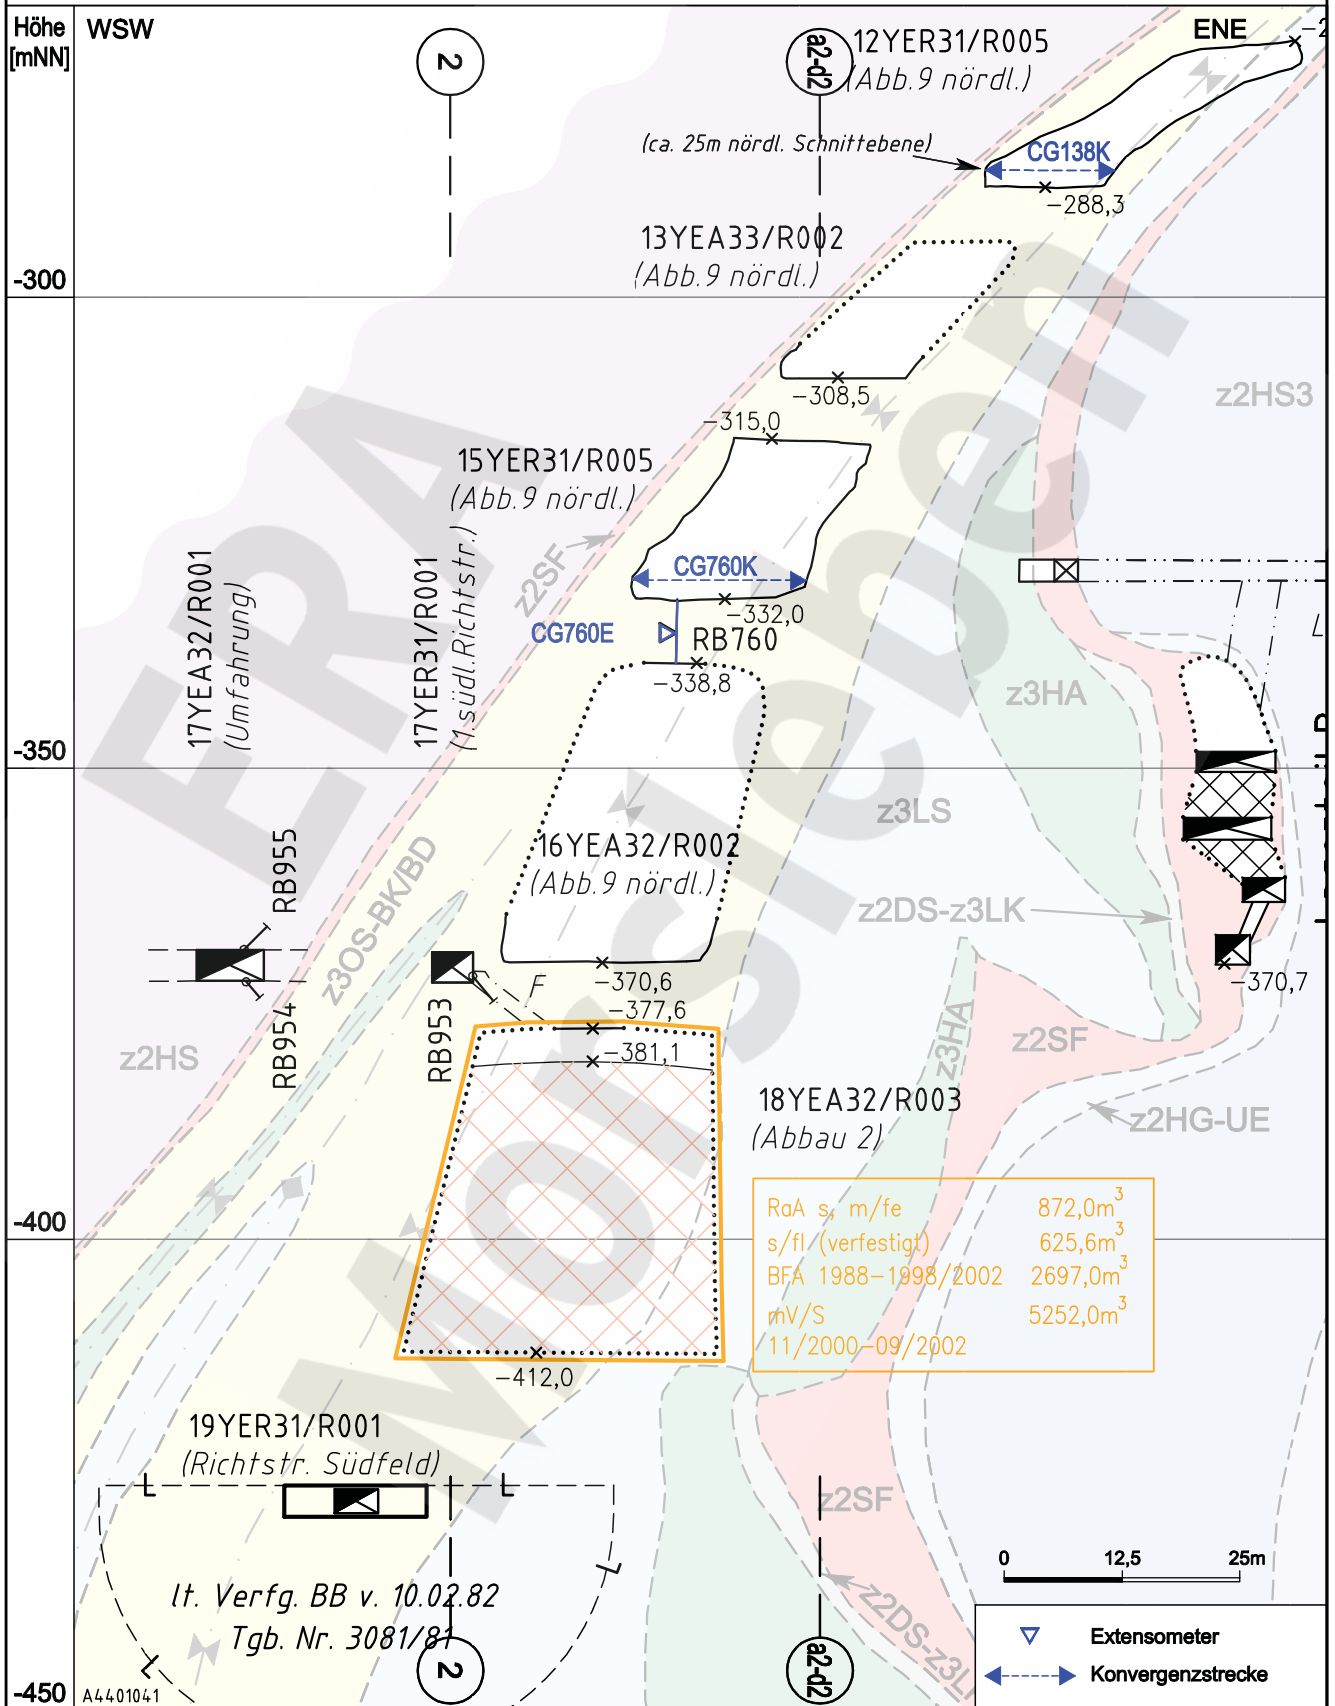 Höhe
[mNN]
WSW
ENE
2
a2-d2
12YER31/R005
(Abb.9 nördl.)
(ca. 25m nördl. Schnittebene)
CG138K
-288,3
13YEA33/R002
(Abb.9 nördl.)
-300
-308,5
z2HS3
-315,0
15YER31/R005
(Abb.9 nördl.)
z2SF
CG760K
-332,0
CG760E
RB760
-338,8
17YEA32/R001
(Umfahrung)
17YER31/R001
(1.südl.Richtstr.)
z3HA
L
-350
z3LS
16YEA32/R002
(Abb.9 nördl.)
RB955
z3OS-BK/BD
z2DS-z3LK
-370,6
-370,7
F
-377,6
RB954
RB953
z2HS
-381,1
z3HA
z2SF
18YEA32/R003
(Abbau 2)
z2HG-UE
RaA s, m/fe 872,0m³
s/fl (verfestigt) 625,6m³
BFA 1988-1998/2002 2697,0m³
mV/S 5252,0m³
11/2000-09/2002
-400
-412,0
19YER31/R001
(Richtstr. Südfeld)
L
L
L
L
z2SF
0 12,5 25m
lt. Verfg. BB v. 10.02.82
Tgb. Nr. 3081/81
z2DS-z3L
2
a2-d2
Extensometer
Konvergenzstrecke
-450
A4401041
ERA
Morsleben